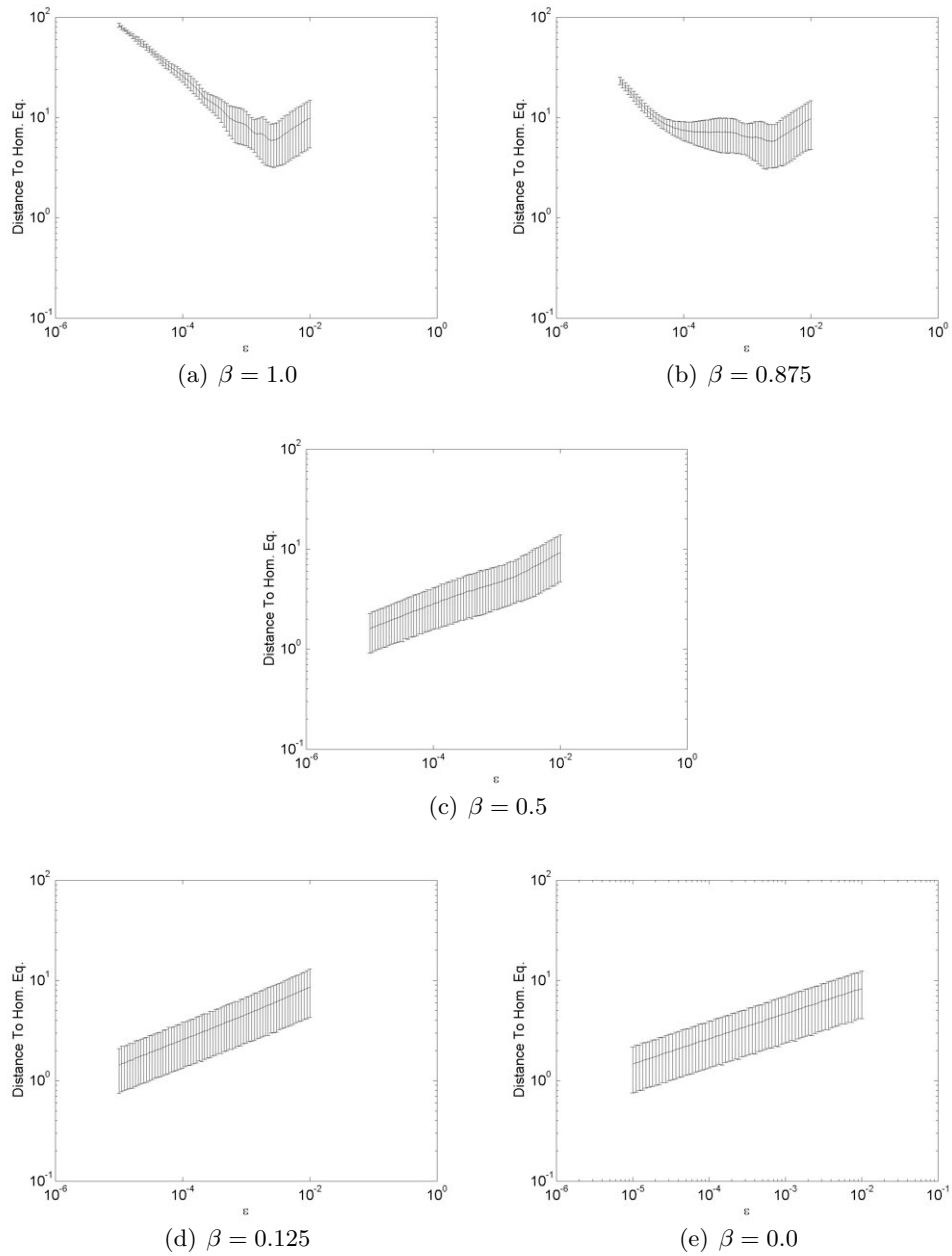 10^2
10^1
10^0
10^-1
Distance To Hom. Eq.
10^-6
10^-4
10^-2
10^0
ε
(a) β = 1.0
10^2
10^1
10^0
10^-1
Distance To Hom. Eq.
10^-6
10^-4
10^-2
10^0
ε
(b) β = 0.875
10^2
10^1
10^0
10^-1
Distance To Hom. Eq.
10^-6
10^-4
10^-2
10^0
ε
(c) β = 0.5
10^2
10^1
10^0
10^-1
Distance To Hom. Eq.
10^-6
10^-4
10^-2
10^0
ε
(d) β = 0.125
10^2
10^1
10^0
10^-1
Distance To Hom. Eq.
10^-6
10^-5
10^-4
10^-3
10^-2
10^-1
ε
(e) β = 0.0